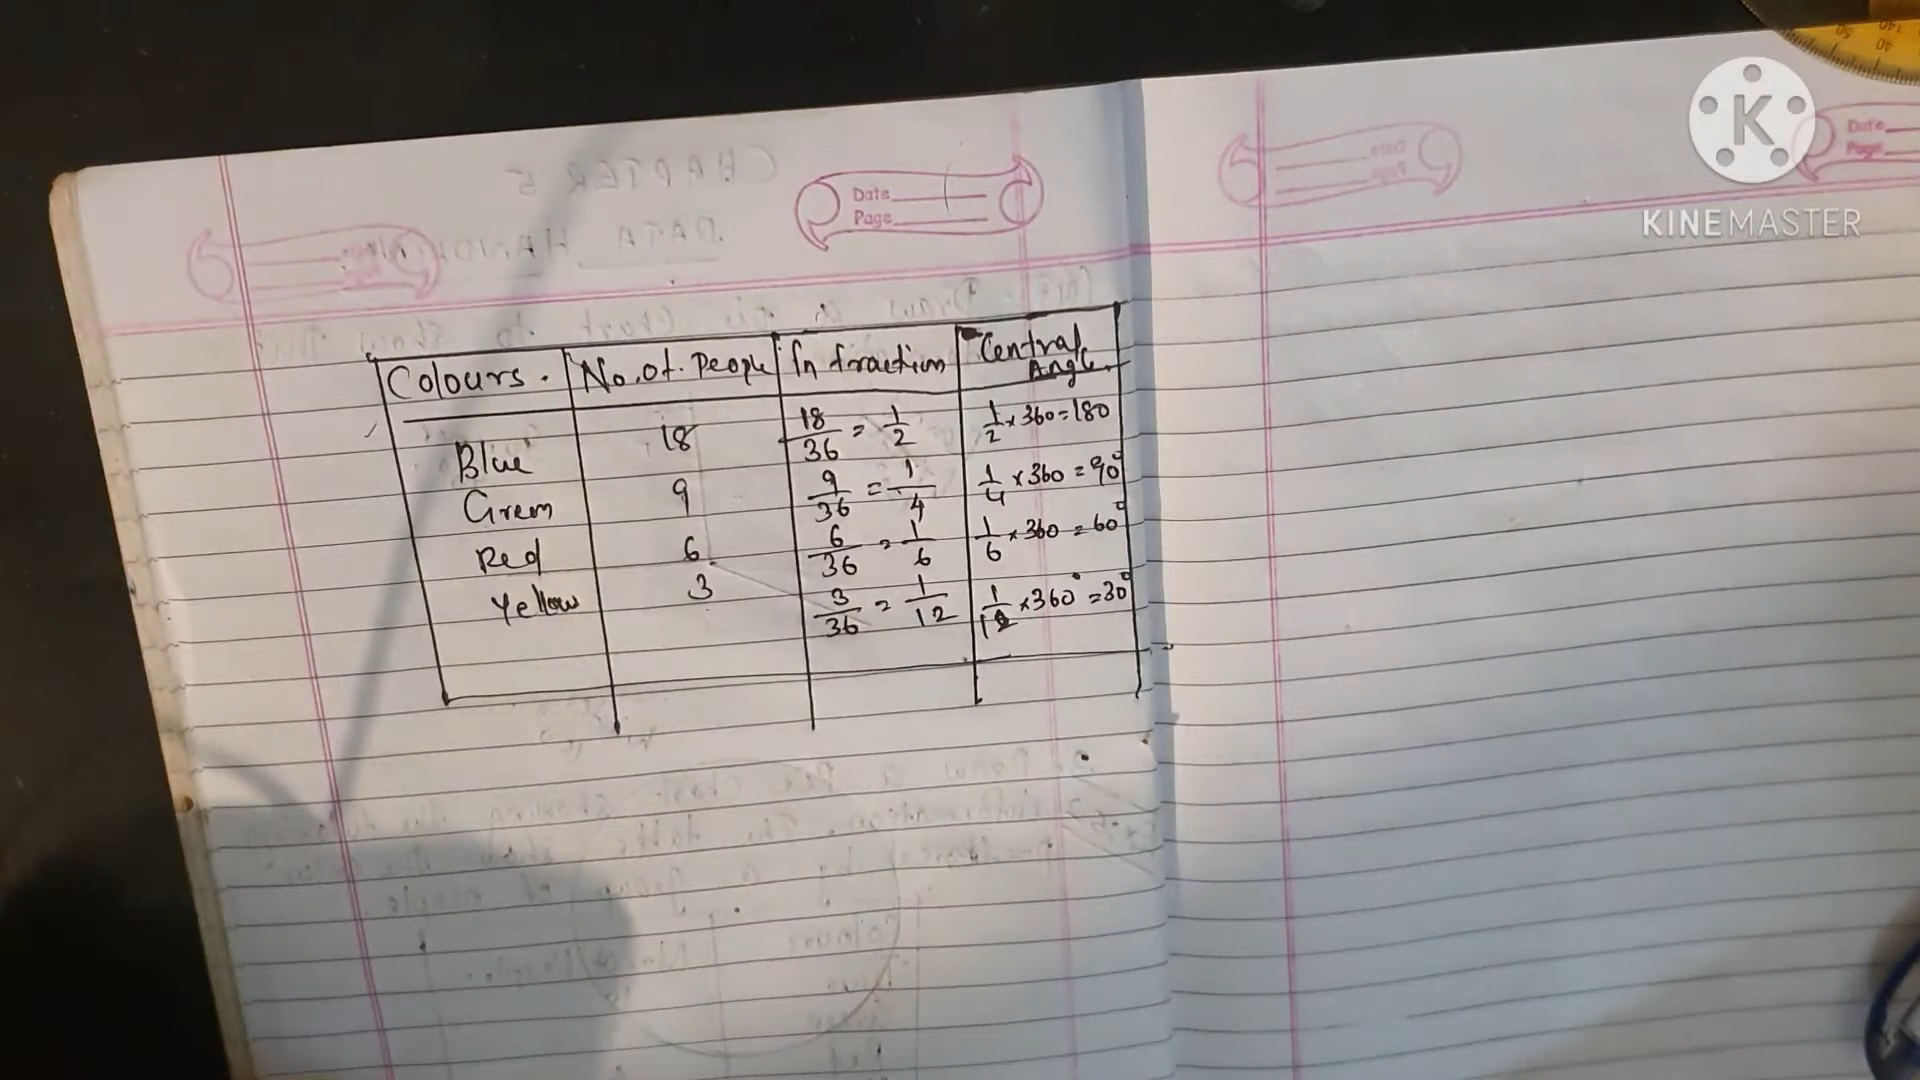 KINEMASTER
Date
Page
Date
Page
Colours. No. of. People In fraction Central Angle
Blue 18 18/36 = 1/2 1/2 × 360 = 180
Green 9 9/36 = 1/4 1/4 × 360 = 90°
Red 6 6/36 = 1/6 1/6 × 360 = 60°
Yellow 3 3/36 = 1/12 1/12 × 360° = 30°